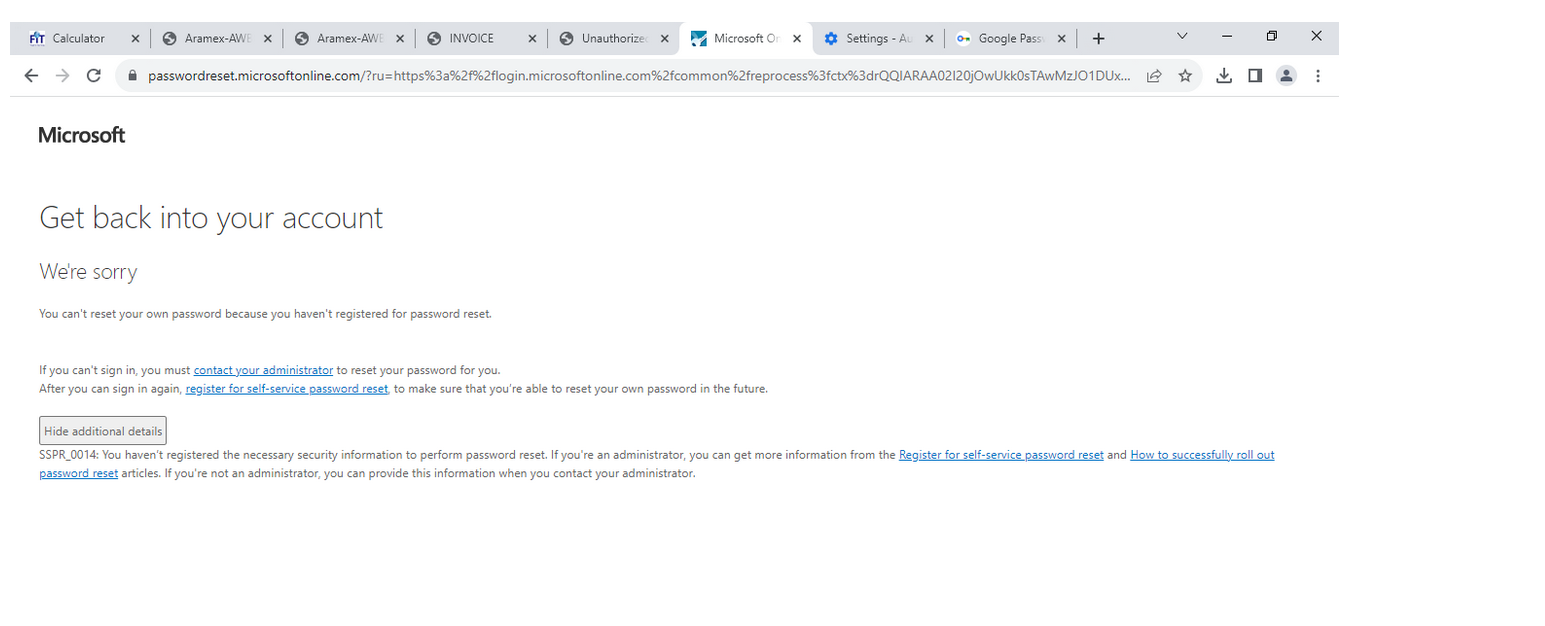 Calculator
Aramex-AWB
Aramex-AWB
INVOICE
Unauthorized
Microsoft On
Settings - Au
Google Passw
passwordreset.microsoftonline.com/?ru=https%3a%2f%2flogin.microsoftonline.com%2fcommon%2freprocess%3fctx%3drQQIARAA02I20jOwUkk0sTAwMzJO1DUx...
Microsoft
Get back into your account
We're sorry
You can't reset your own password because you haven't registered for password reset.
If you can't sign in, you must contact your administrator to reset your password for you.
After you can sign in again, register for self-service password reset, to make sure that you're able to reset your own password in the future.
Hide additional details
SSPR_0014: You haven't registered the necessary security information to perform password reset. If you're an administrator, you can get more information from the Register for self-service password reset and How to successfully roll out
password reset articles. If you're not an administrator, you can provide this information when you contact your administrator.